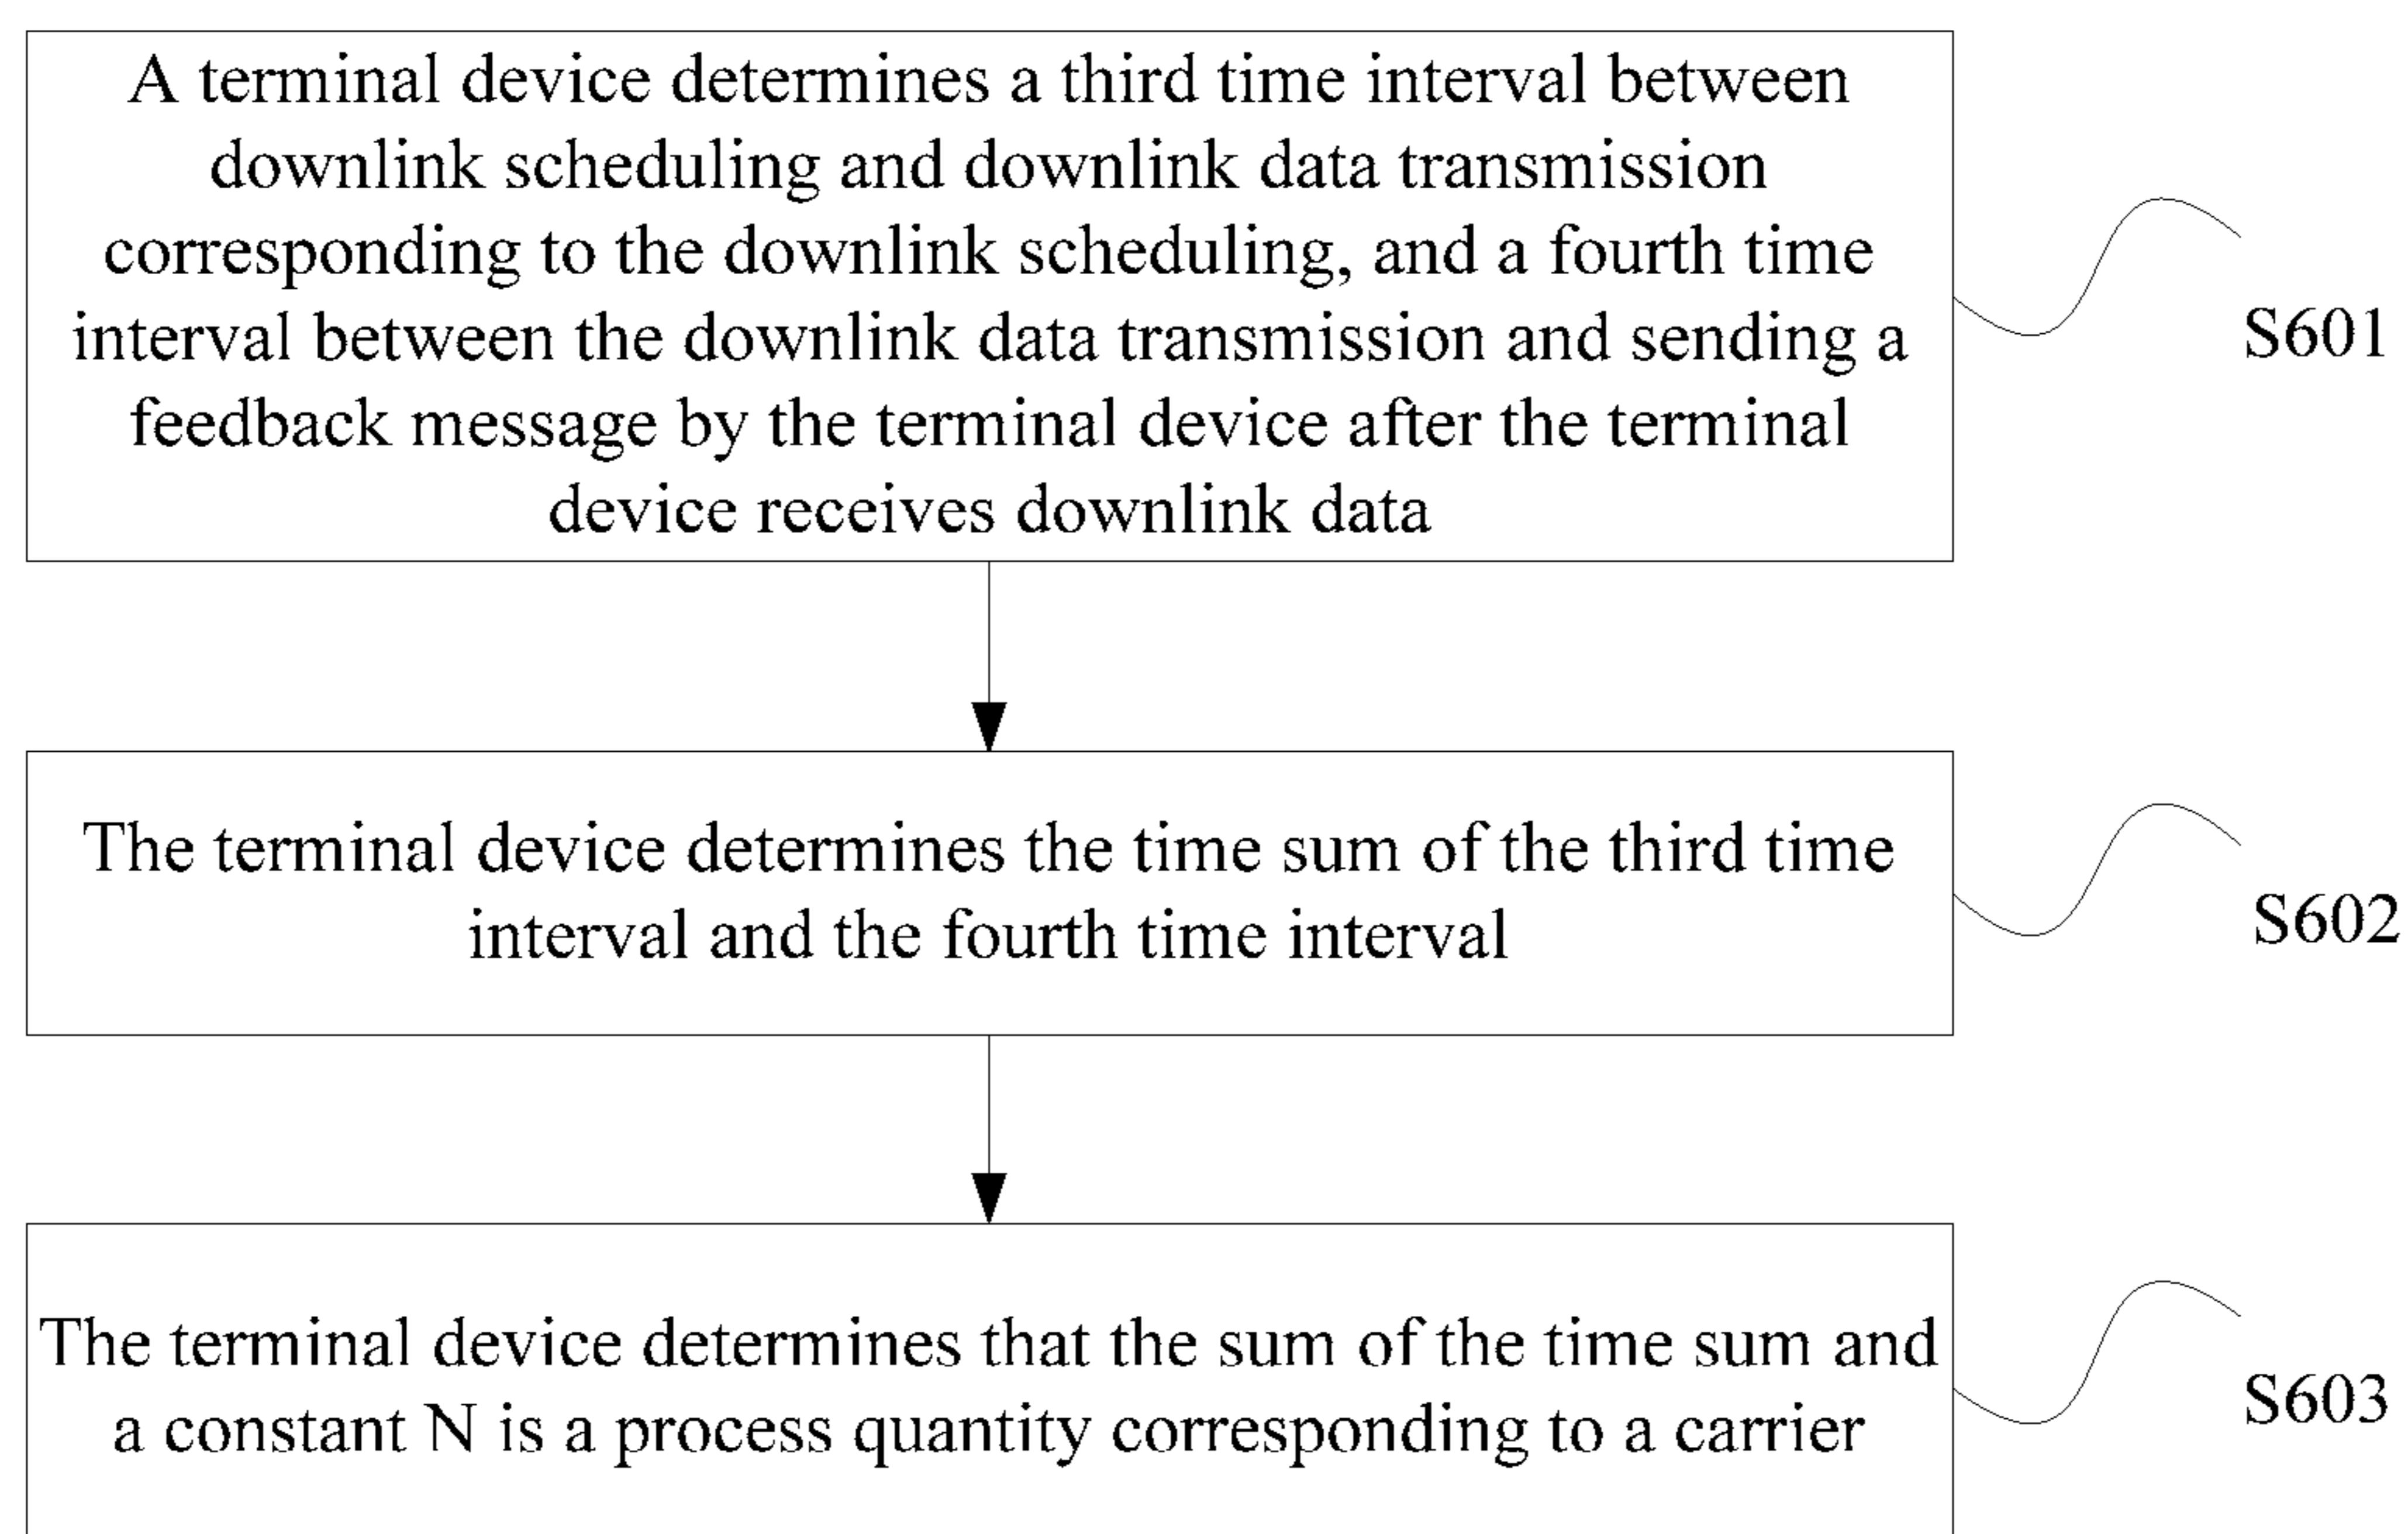 A terminal device determines a third time interval between
downlink scheduling and downlink data transmission
corresponding to the downlink scheduling, and a fourth time
interval between the downlink data transmission and sending a
feedback message by the terminal device after the terminal
device receives downlink data
S601
The terminal device determines the time sum of the third time
interval and the fourth time interval
S602
The terminal device determines that the sum of the time sum and
a constant N is a process quantity corresponding to a carrier
S603